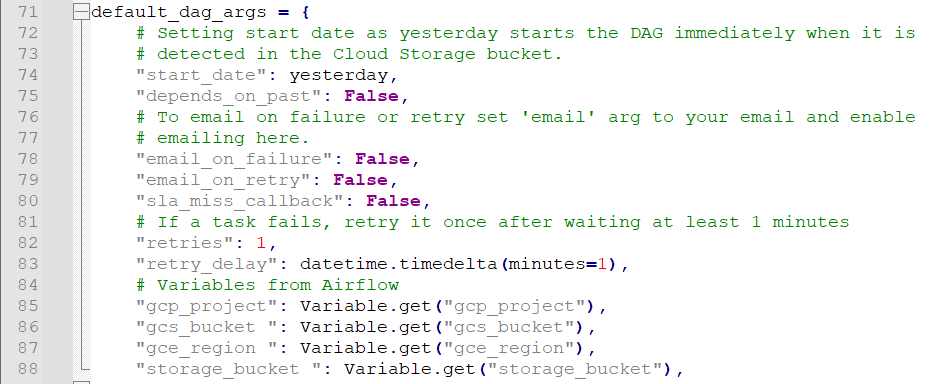 71 default_dag_args = {
72     # Setting start date as yesterday starts the DAG immediately when it is
73     # detected in the Cloud Storage bucket.
74     "start_date": yesterday,
75     "depends_on_past": False,
76     # To email on failure or retry set 'email' arg to your email and enable
77     # emailing here.
78     "email_on_failure": False,
79     "email_on_retry": False,
80     "sla_miss_callback": False,
81     # If a task fails, retry it once after waiting at least 1 minutes
82     "retries": 1,
83     "retry_delay": datetime.timedelta(minutes=1),
84     # Variables from Airflow
85     "gcp_project": Variable.get("gcp_project"),
86     "gcs_bucket ": Variable.get("gcs_bucket"),
87     "gce_region ": Variable.get("gce_region"),
88     "storage_bucket ": Variable.get("storage_bucket"),